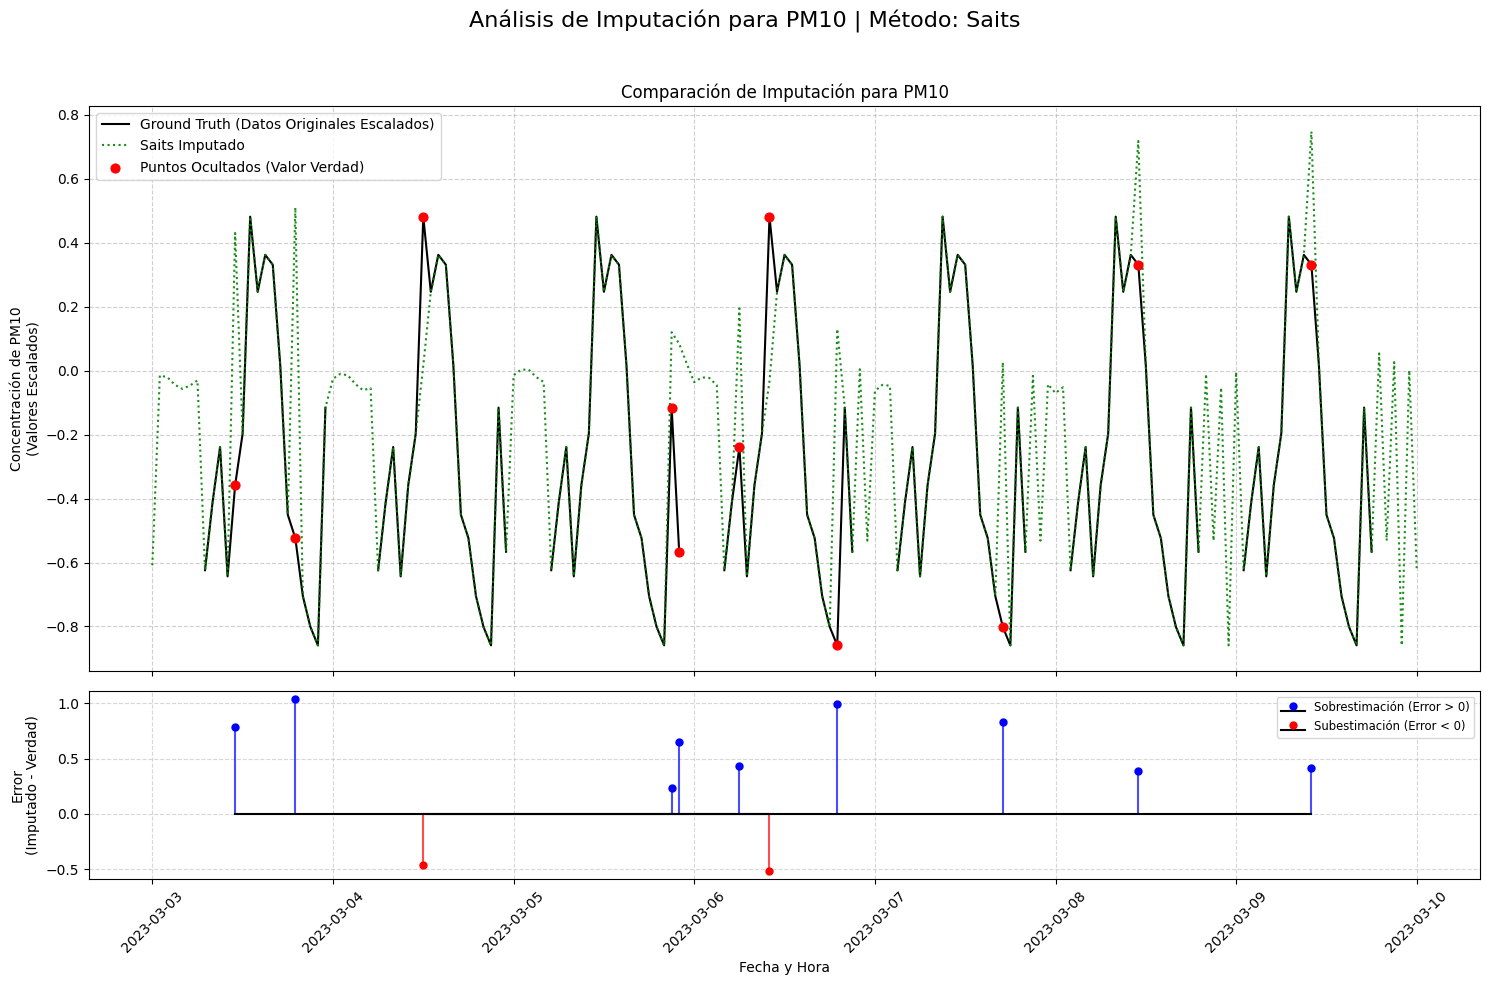 Análisis de Imputación para PM10 | Método: Saits
Comparación de Imputación para PM10
Ground Truth (Datos Originales Escalados)
Saits Imputado
Puntos Ocultados (Valor Verdad)
Concentración de PM10
(Valores Escalados)
0.8
0.6
0.4
0.2
0.0
−0.2
−0.4
−0.6
−0.8
Sobrestimación (Error > 0)
Subestimación (Error < 0)
Error
(Imputado - Verdad)
1.0
0.5
0.0
−0.5
2023-03-03
2023-03-04
2023-03-05
2023-03-06
2023-03-07
2023-03-08
2023-03-09
2023-03-10
Fecha y Hora